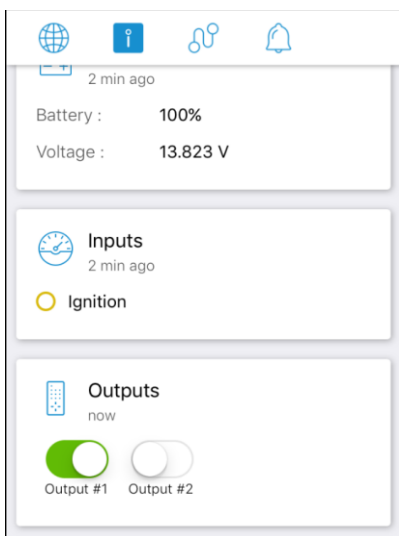 2 min ago
Battery : 100%
Voltage : 13.823 V
Inputs
2 min ago
Ignition
Outputs
now
Output #1 Output #2